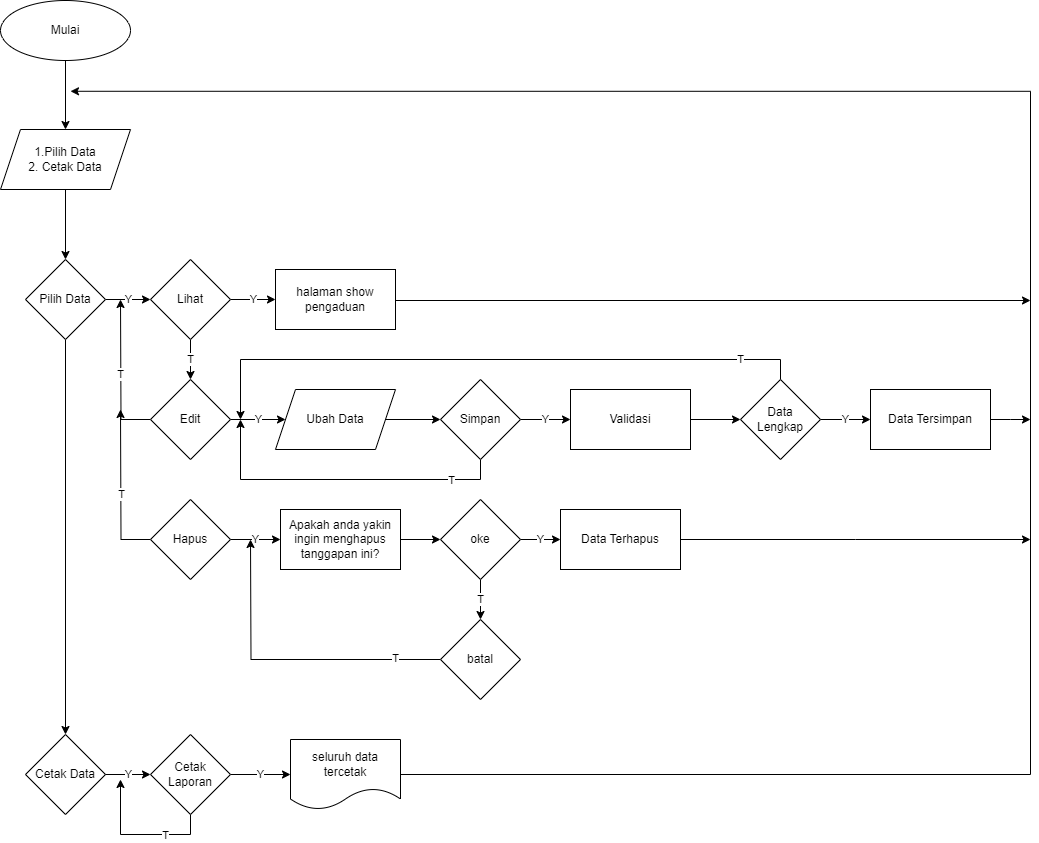 Mulai
1.Pilih Data
2. Cetak Data
Pilih Data
Y
Lihat
Y
halaman show
pengaduan
T
T
T
Edit
Y
Ubah Data
Simpan
Y
Validasi
Data
Lengkap
Y
Data Tersimpan
T
T
Hapus
Y
Apakah anda yakin
ingin menghapus
tanggapan ini?
oke
Y
Data Terhapus
T
T
batal
Cetak Data
Y
Cetak
Laporan
Y
seluruh data
tercetak
T